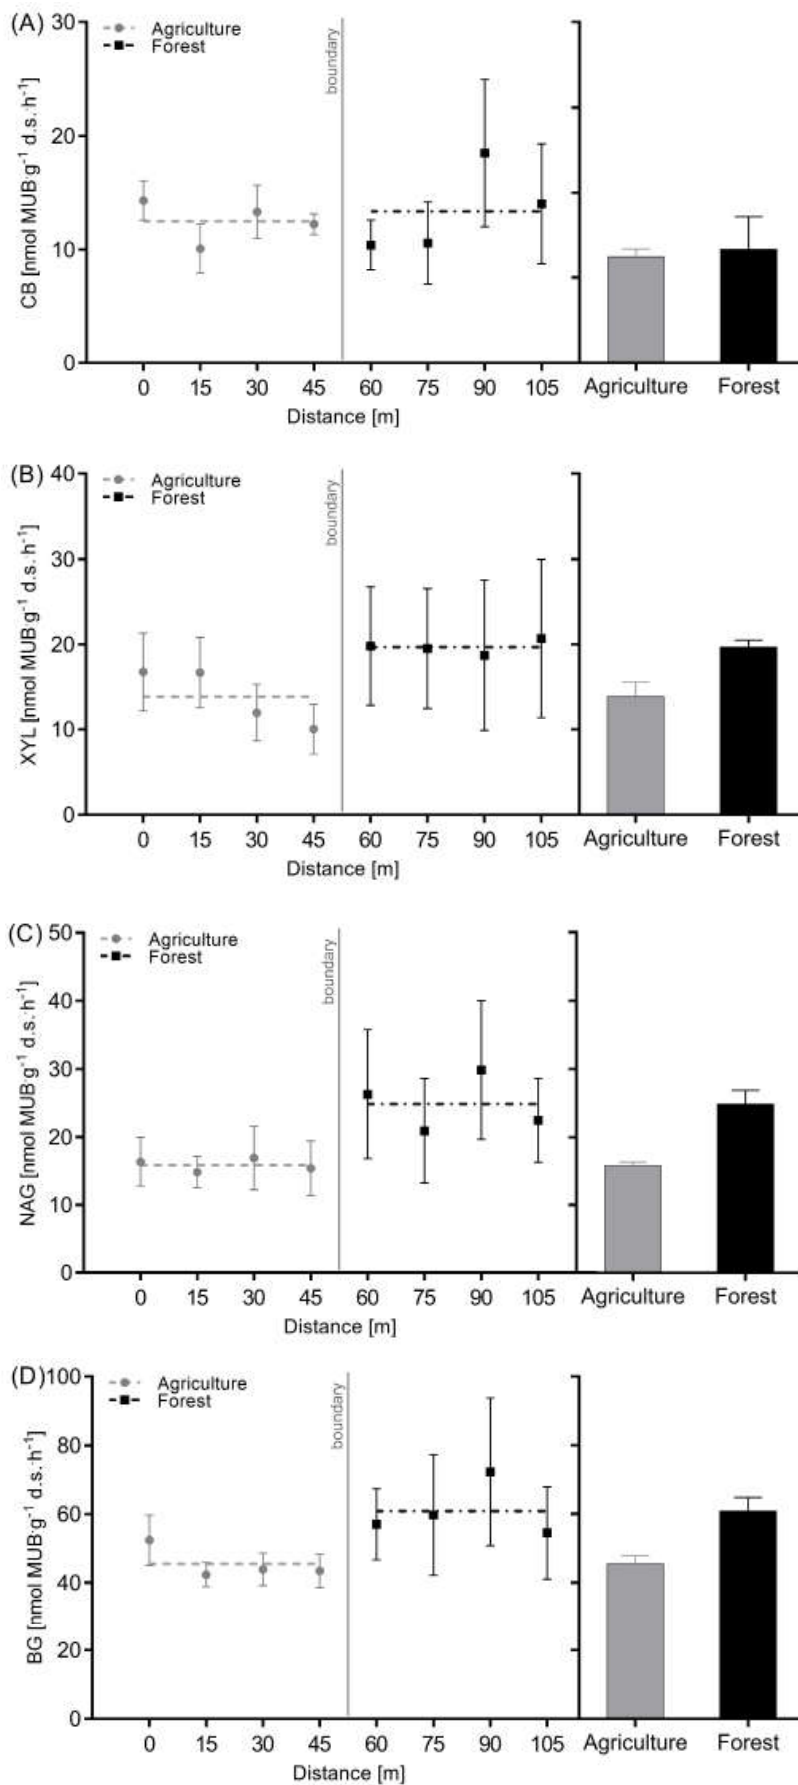 (A)
30
20
10
0
CB [nmol MUB·g⁻¹ d.s.·h⁻¹]
Agriculture
Forest
boundary
0 15 30 45 60 75 90 105
Distance [m]
Agriculture Forest
(B)
40
30
20
10
0
XYL [nmol MUB·g⁻¹ d.s.·h⁻¹]
Agriculture
Forest
boundary
0 15 30 45 60 75 90 105
Distance [m]
Agriculture Forest
(C)
50
40
30
20
10
0
NAG [nmol MUB·g⁻¹ d.s.·h⁻¹]
Agriculture
Forest
boundary
0 15 30 45 60 75 90 105
Distance [m]
Agriculture Forest
(D)
100
80
60
40
20
0
BG [nmol MUB·g⁻¹ d.s.·h⁻¹]
Agriculture
Forest
boundary
0 15 30 45 60 75 90 105
Distance [m]
Agriculture Forest